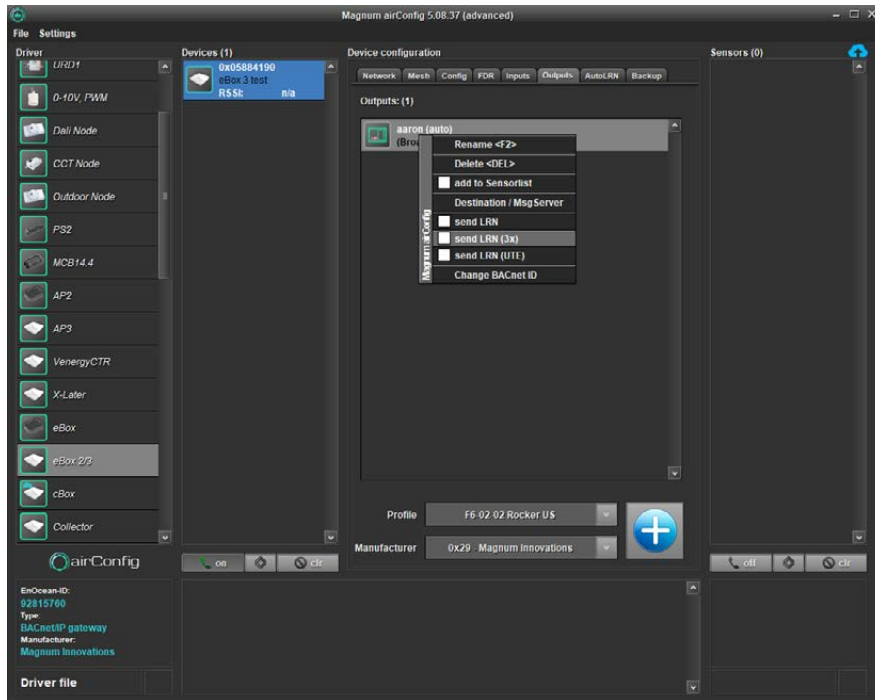 Magnum airConfig 5.08.37 (advanced)
File Settings
Driver
URD1
0-10V, PWM
Dali Node
CCT Node
Outdoor Node
PS2
MCB14.4
AP2
AP3
VenergyCTR
X-Later
eBox
eBox 2/3
cBox
Collector
airConfig
Devices (1)
0x05884190
eBox 3 test
RSSI: n/a
on
clr
Device configuration
Network Mesh Config FDR Inputs Outputs AutoLRN Backup
Outputs: (1)
aaron (auto)
(Bro
Magnum airConfig
Rename <F2>
Delete <DEL>
add to Sensorlist
Destination / MsgServer
send LRN
send LRN (3x)
send LRN (UTE)
Change BACnet ID
Profile F6-02-02 Rocker US
Manufacturer 0x29 - Magnum Innovations
Sensors (0)
off
clr
EnOcean-ID:
92815760
Type:
BACnet/IP gateway
Manufacturer:
Magnum Innovations
Driver file